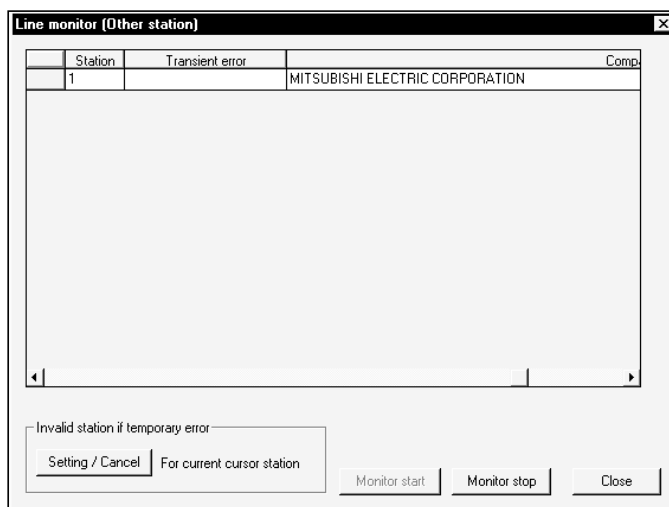 Line monitor (Other station)
Station Transient error Comp
1 MITSUBISHI ELECTRIC CORPORATION
Invalid station if temporary error
Setting / Cancel For current cursor station
Monitor start Monitor stop Close